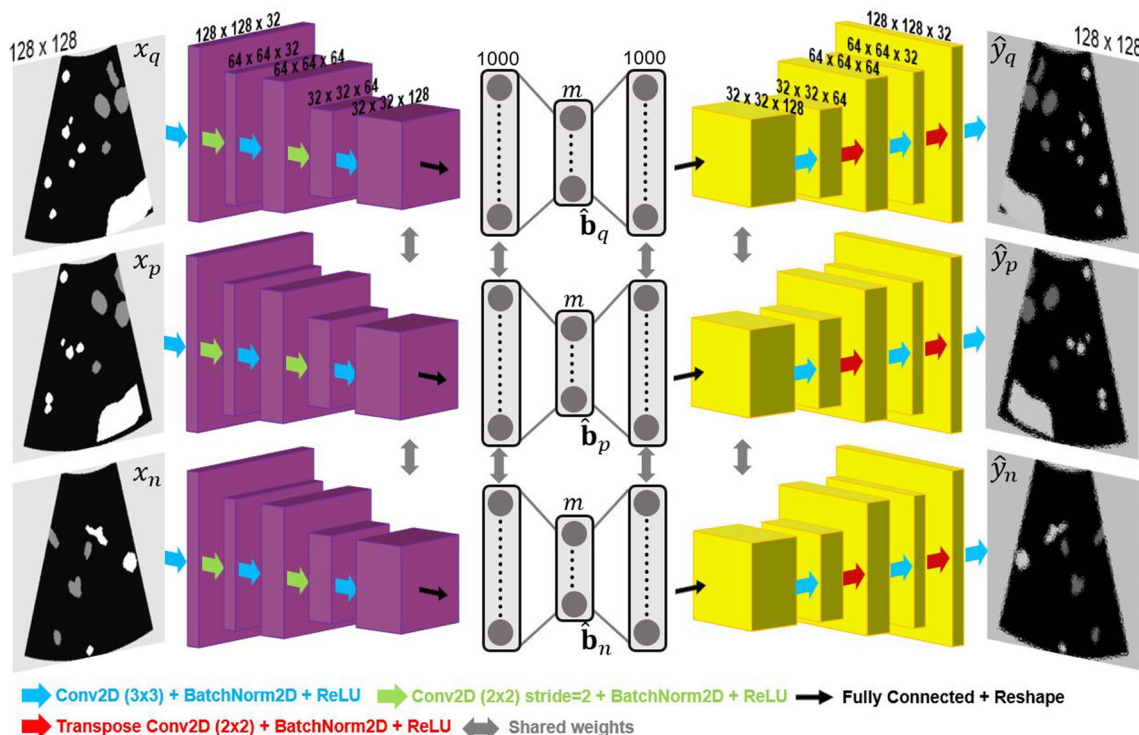 128 x 128
x_q
128 x 128 x 32
64 x 64 x 32
64 x 64 x 64
32 x 32 x 64
32 x 32 x 128
1000
m
b̂_q
1000
32 x 32 x 128
32 x 32 x 64
64 x 64 x 64
64 x 64 x 32
128 x 128 x 32
ŷ_q
128 x 128
x_p
m
b̂_p
ŷ_p
x_n
m
b̂_n
ŷ_n
Conv2D (3x3) + BatchNorm2D + ReLU
Conv2D (2x2) stride=2 + BatchNorm2D + ReLU
Fully Connected + Reshape
Transpose Conv2D (2x2) + BatchNorm2D + ReLU
Shared weights